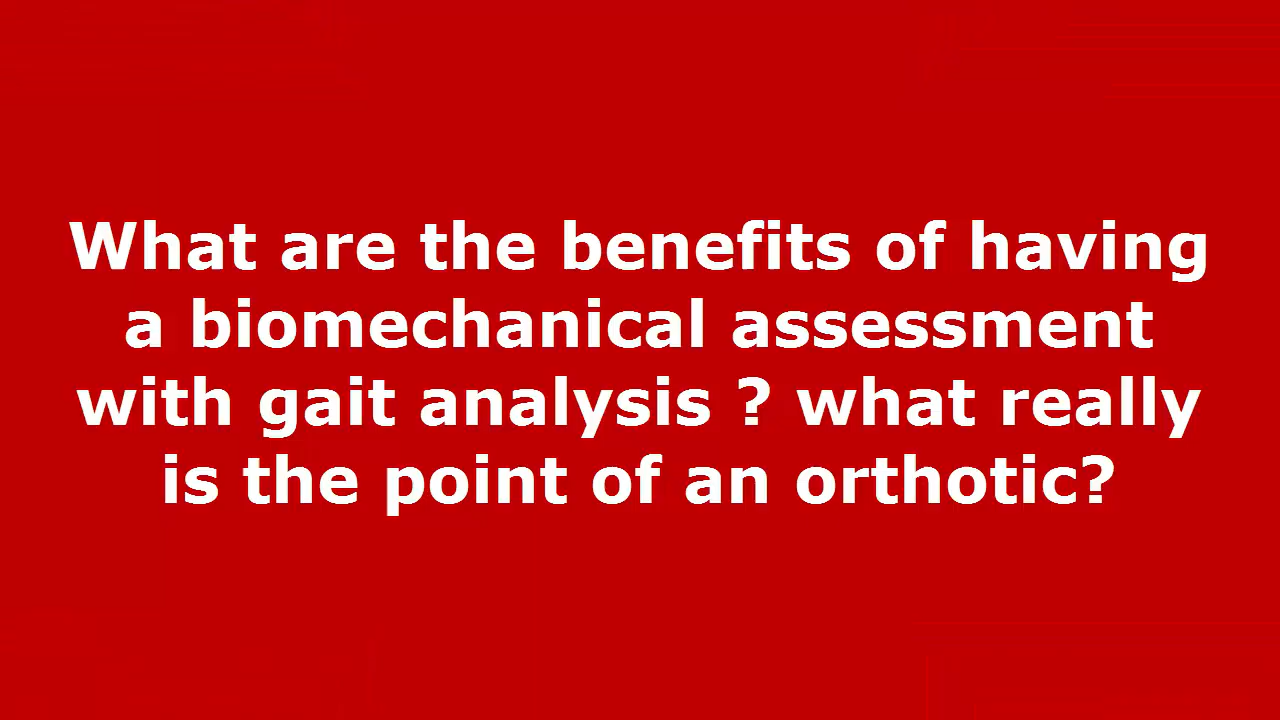 What are the benefits of having
a biomechanical assessment
with gait analysis ? what really
is the point of an orthotic?